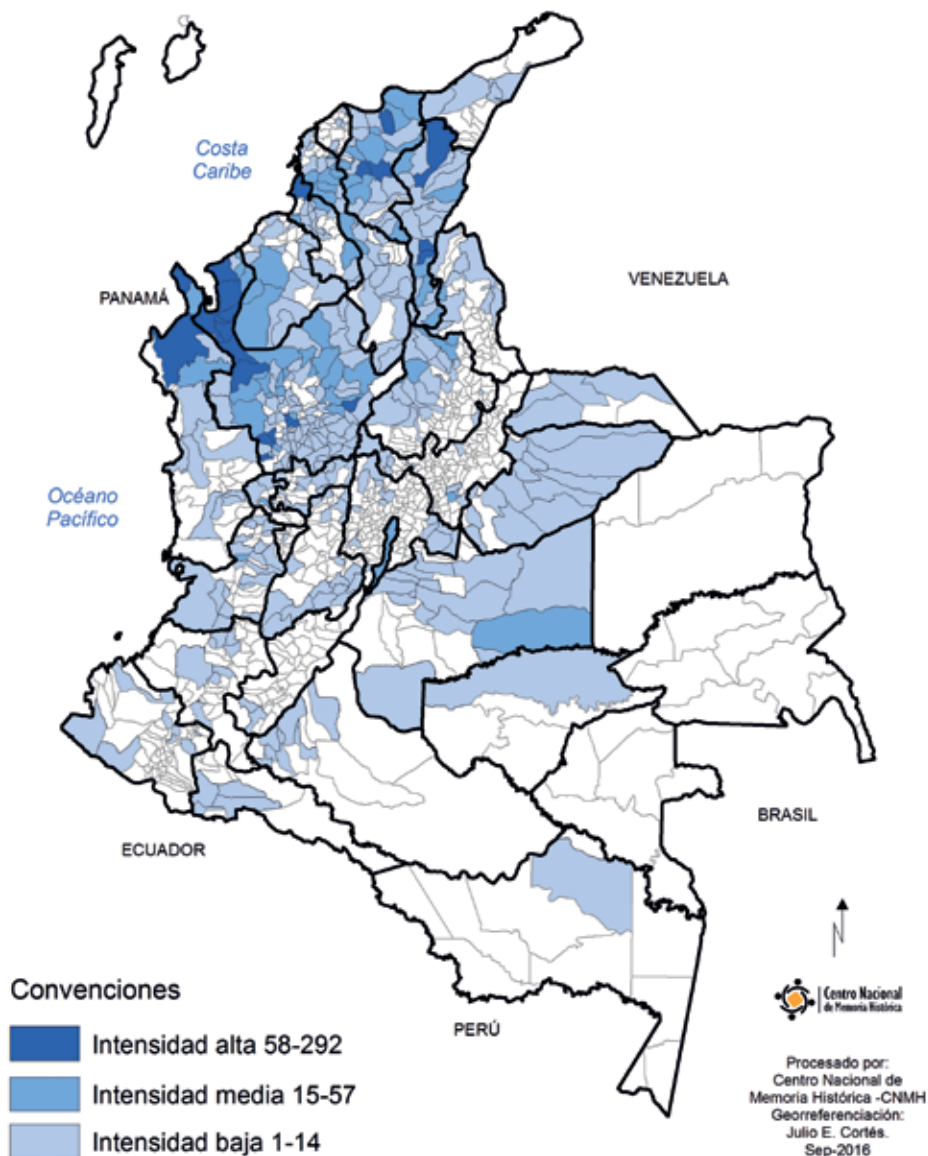 Costa
Caribe
PANAMÁ
VENEZUELA
Océano
Pacífico
ECUADOR
BRASIL
PERÚ
N
Convenciones
Intensidad alta 58-292
Intensidad media 15-57
Intensidad baja 1-14
Centro Nacional
de Memoria Histórica
Procesado por:
Centro Nacional de
Memoria Histórica -CNMH
Georreferenciación:
Julio E. Cortés.
Sep-2016